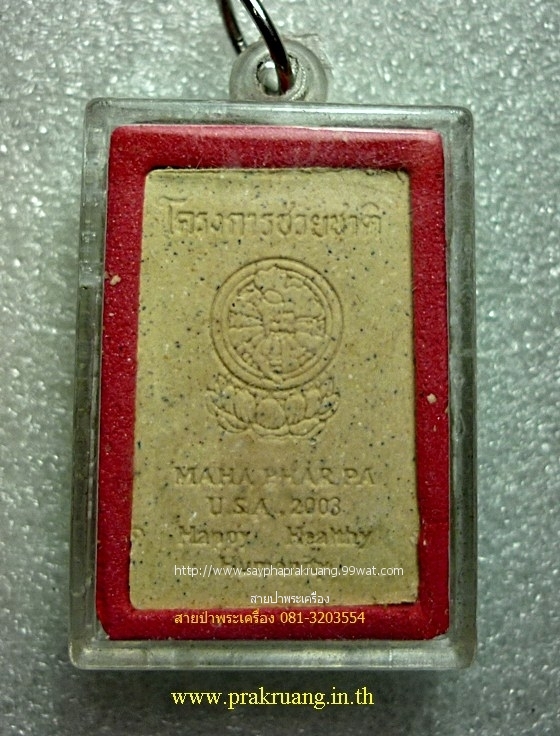 โครงการช่วยชาติ
MAHA PHAR PA
U.S.A. 2003
Healthy
http://www.sayphaprakruang.99wat.com
สายป่าพระเครื่อง
สายป่าพระเครื่อง 081-3203554
www.prakruang.in.th